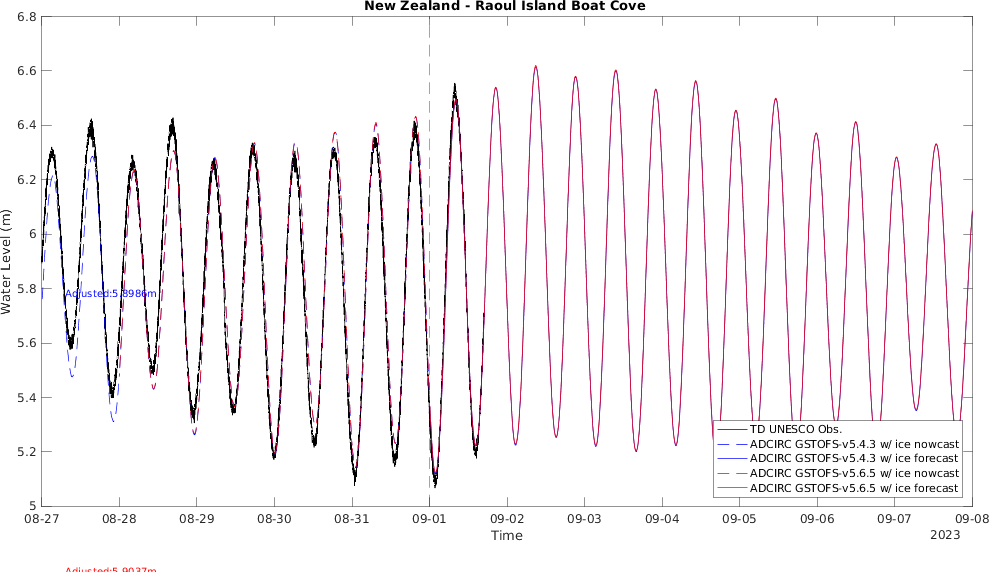 New Zealand - Raoul Island Boat Cove
6.8
6.6
6.4
6.2
6
5.8
5.6
5.4
5.2
5
Water Level (m)
Adjusted:5.8986m
TD UNESCO Obs.
ADCIRC GSTOFS-v5.4.3 w/ ice nowcast
ADCIRC GSTOFS-v5.4.3 w/ ice forecast
ADCIRC GSTOFS-v5.6.5 w/ ice nowcast
ADCIRC GSTOFS-v5.6.5 w/ ice forecast
08-27 08-28 08-29 08-30 08-31 09-01 09-02 09-03 09-04 09-05 09-06 09-07 09-08
Time
2023
Adjusted:5.9037m